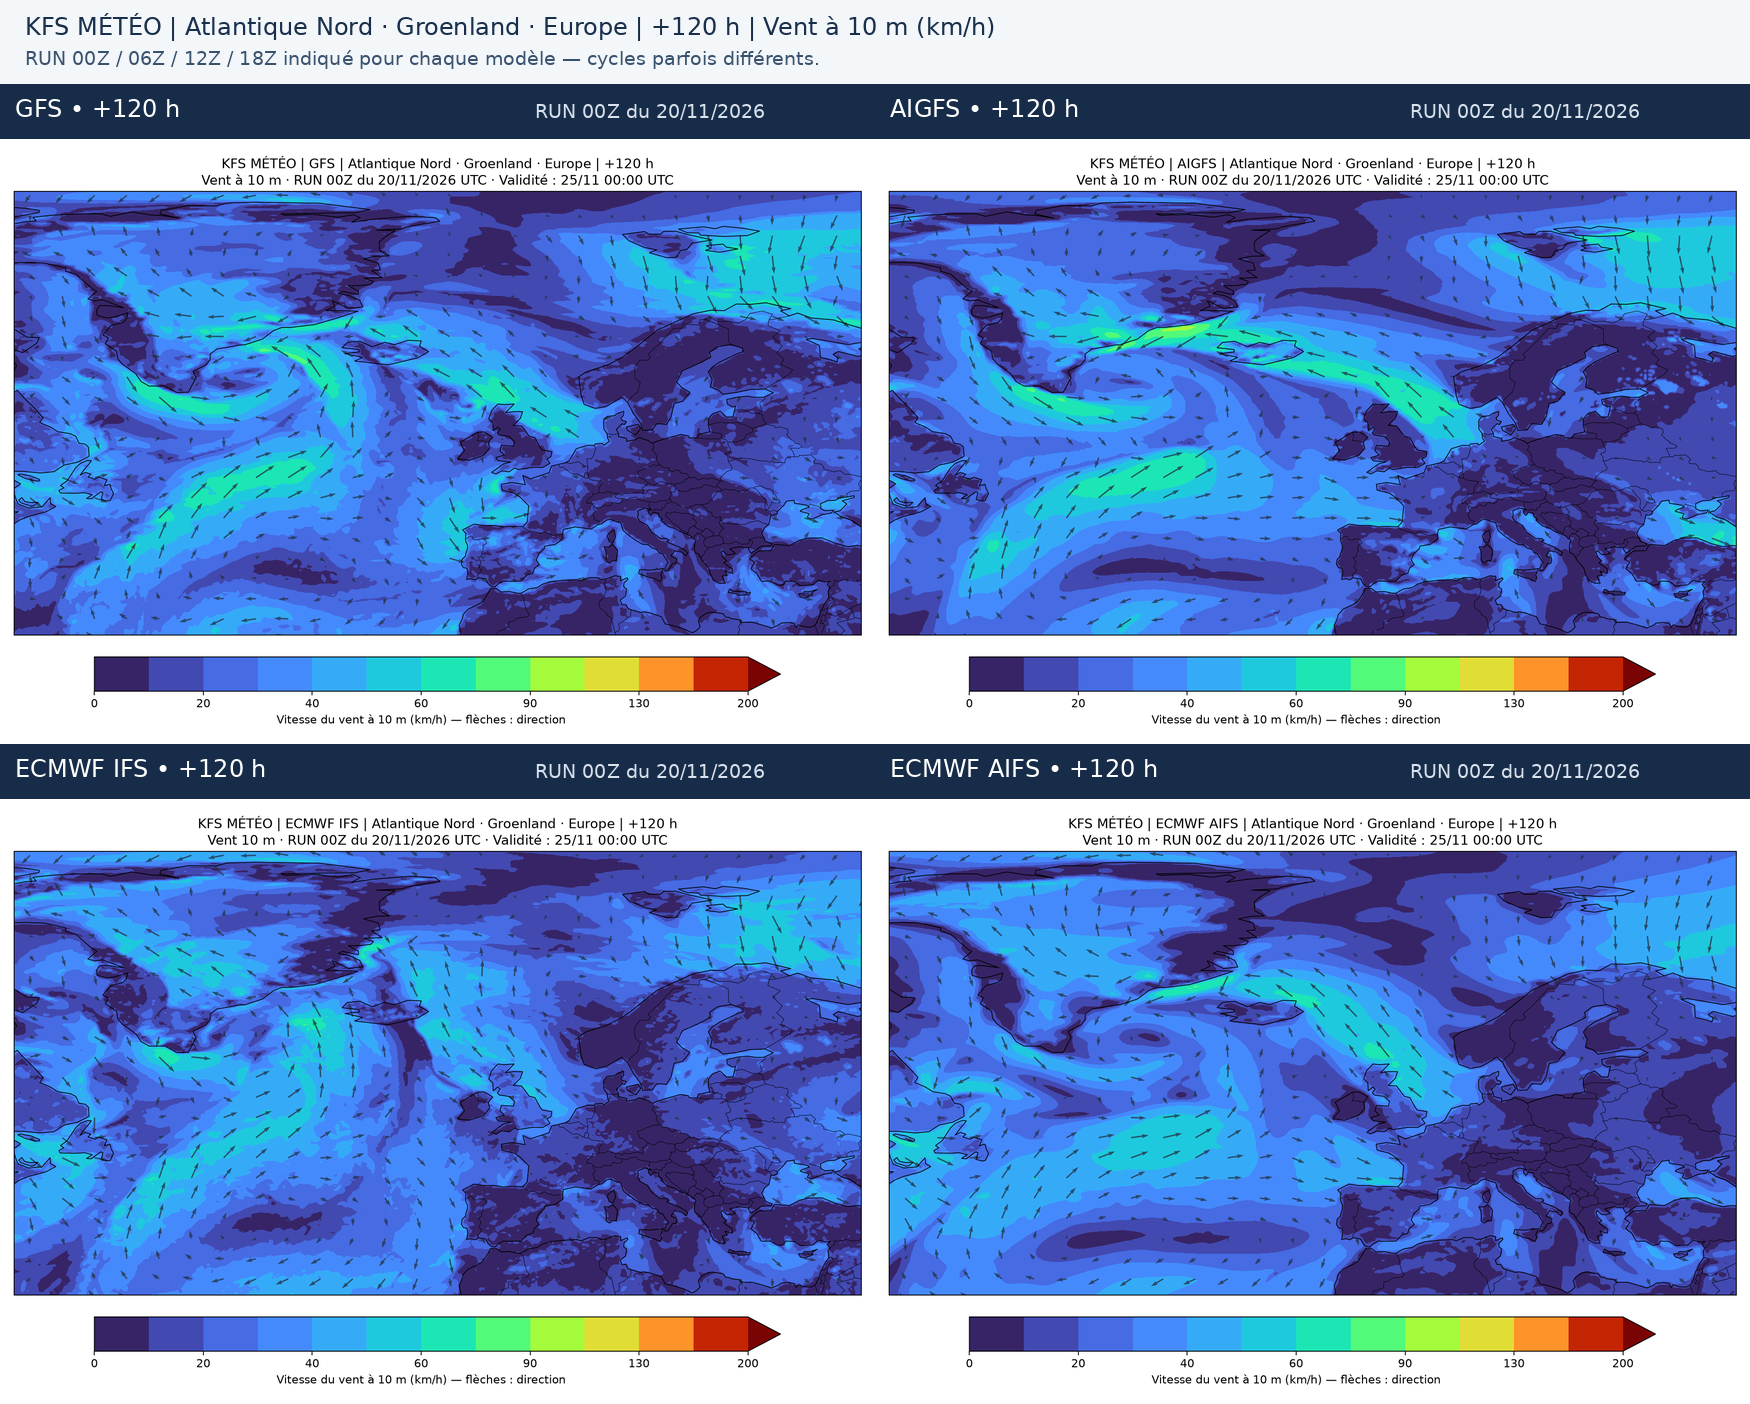 KFS MÉTÉO | Atlantique Nord · Groenland · Europe | +120 h | Vent à 10 m (km/h)
RUN 00Z / 06Z / 12Z / 18Z indiqué pour chaque modèle — cycles parfois différents.
GFS • +120 h
RUN 00Z du 20/11/2026
AIGFS • +120 h
RUN 00Z du 20/11/2026
KFS MÉTÉO | GFS | Atlantique Nord · Groenland · Europe | +120 h
Vent à 10 m · RUN 00Z du 20/11/2026 UTC · Validité : 25/11 00:00 UTC
KFS MÉTÉO | AIGFS | Atlantique Nord · Groenland · Europe | +120 h
Vent à 10 m · RUN 00Z du 20/11/2026 UTC · Validité : 25/11 00:00 UTC
0 20 40 60 90 130 200
Vitesse du vent à 10 m (km/h) — flèches : direction
0 20 40 60 90 130 200
Vitesse du vent à 10 m (km/h) — flèches : direction
ECMWF IFS • +120 h
RUN 00Z du 20/11/2026
ECMWF AIFS • +120 h
RUN 00Z du 20/11/2026
KFS MÉTÉO | ECMWF IFS | Atlantique Nord · Groenland · Europe | +120 h
Vent 10 m · RUN 00Z du 20/11/2026 UTC · Validité : 25/11 00:00 UTC
KFS MÉTÉO | ECMWF AIFS | Atlantique Nord · Groenland · Europe | +120 h
Vent 10 m · RUN 00Z du 20/11/2026 UTC · Validité : 25/11 00:00 UTC
0 20 40 60 90 130 200
Vitesse du vent à 10 m (km/h) — flèches : direction
0 20 40 60 90 130 200
Vitesse du vent à 10 m (km/h) — flèches : direction